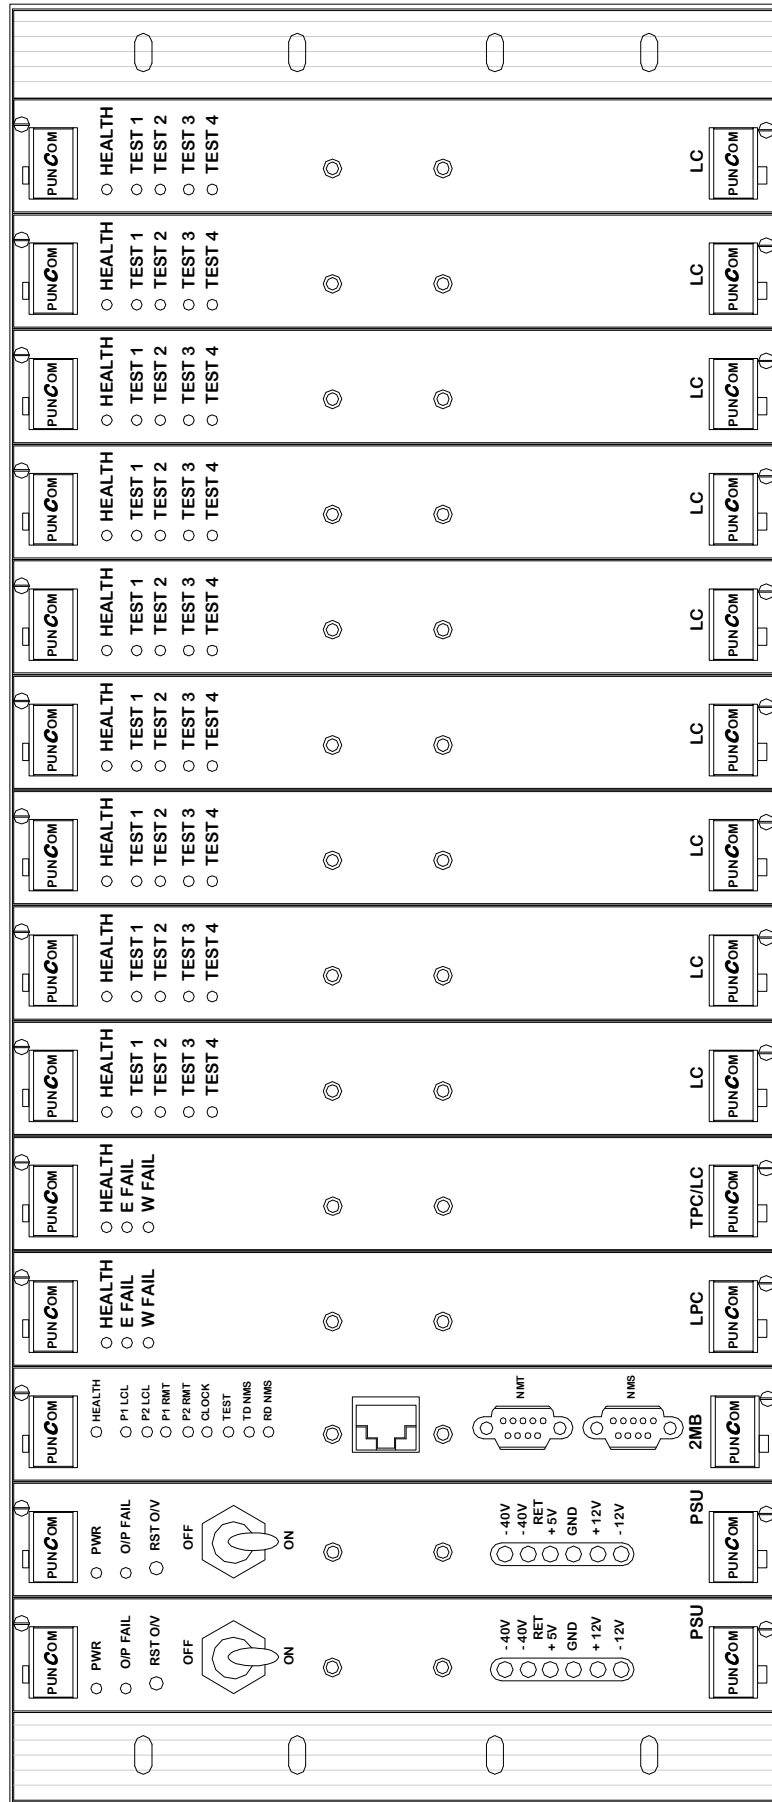 PUNCOM
HEALTH
TEST 1
TEST 2
TEST 3
TEST 4
LC
PUNCOM
PUNCOM
HEALTH
TEST 1
TEST 2
TEST 3
TEST 4
LC
PUNCOM
PUNCOM
HEALTH
TEST 1
TEST 2
TEST 3
TEST 4
LC
PUNCOM
PUNCOM
HEALTH
TEST 1
TEST 2
TEST 3
TEST 4
LC
PUNCOM
PUNCOM
HEALTH
TEST 1
TEST 2
TEST 3
TEST 4
LC
PUNCOM
PUNCOM
HEALTH
TEST 1
TEST 2
TEST 3
TEST 4
LC
PUNCOM
PUNCOM
HEALTH
TEST 1
TEST 2
TEST 3
TEST 4
LC
PUNCOM
PUNCOM
HEALTH
TEST 1
TEST 2
TEST 3
TEST 4
LC
PUNCOM
PUNCOM
HEALTH
TEST 1
TEST 2
TEST 3
TEST 4
LC
PUNCOM
PUNCOM
HEALTH
E FAIL
W FAIL
TPC/LC
PUNCOM
PUNCOM
HEALTH
E FAIL
W FAIL
LPC
PUNCOM
PUNCOM
HEALTH
P1 LCL
P2 LCL
P1 RMT
P2 RMT
CLOCK
TEST
TD NMS
RD NMS
NMT
NMS
2MB
PUNCOM
PUNCOM
PWR
O/P FAIL
RST O/V
OFF
ON
-40V
-40V
RET
+5V
GND
+12V
-12V
PSU
PUNCOM
PUNCOM
PWR
O/P FAIL
RST O/V
OFF
ON
-40V
-40V
RET
+5V
GND
+12V
-12V
PSU
PUNCOM